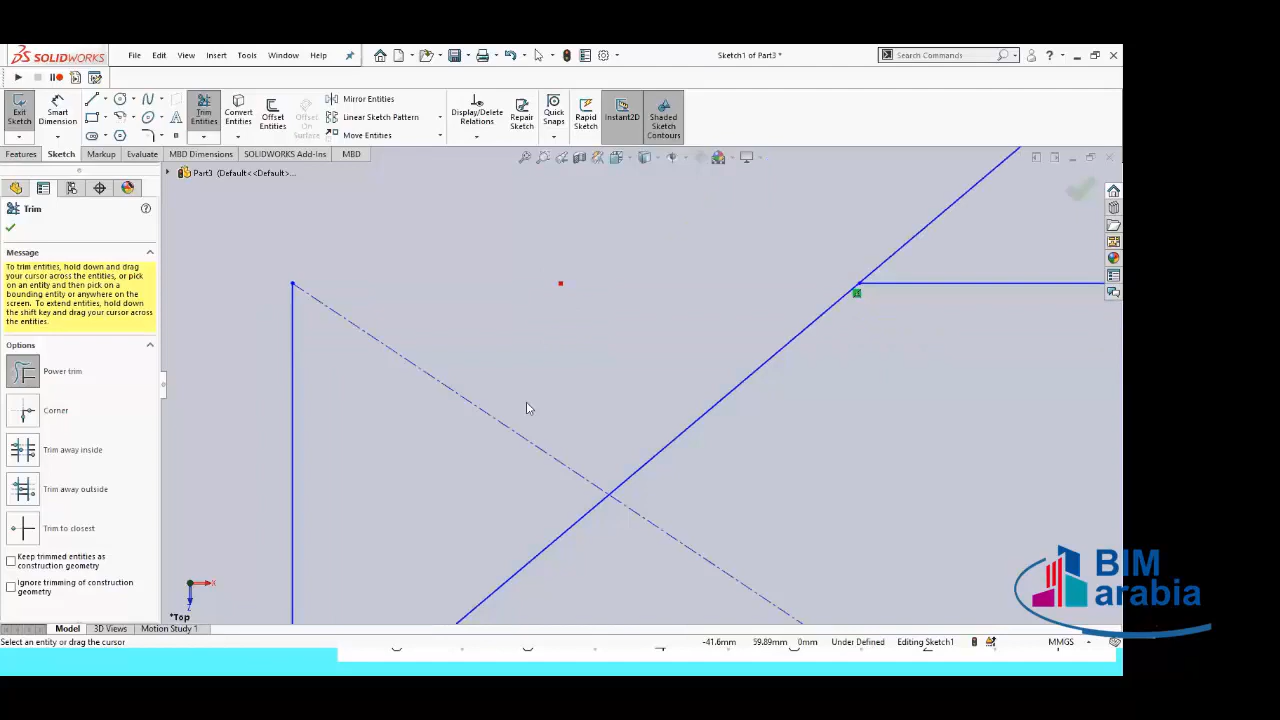 SOLIDWORKS
File Edit View Insert Tools Window Help
Sketch1 of Part3 *
Search Commands
?
Exit Sketch
Smart Dimension
Trim Entities
Convert Entities
Offset Entities
Offset On Surface
Mirror Entities
Linear Sketch Pattern
Move Entities
Display/Delete Relations
Repair Sketch
Quick Snaps
Rapid Sketch
Instant2D
Shaded Sketch Contours
Features Sketch Markup Evaluate MBD Dimensions SOLIDWORKS Add-Ins MBD
Part3 (Default<<Default>...
Trim
Message
To trim entities, hold down and drag
your cursor across the entities, or pick
on an entity and then pick on a
bounding entity or anywhere on the
screen. To extend entities, hold down
the shift key and drag your cursor across
the entities.
Options
Power trim
Corner
Trim away inside
Trim away outside
Trim to closest
Keep trimmed entities as
construction geometry
Ignore trimming of construction
geometry
X
Z
*Top
Model 3D Views Motion Study 1
Select an entity or drag the cursor
-41.6mm 59.89mm 0mm Under Defined Editing Sketch1 MMGS
BIM
arabia